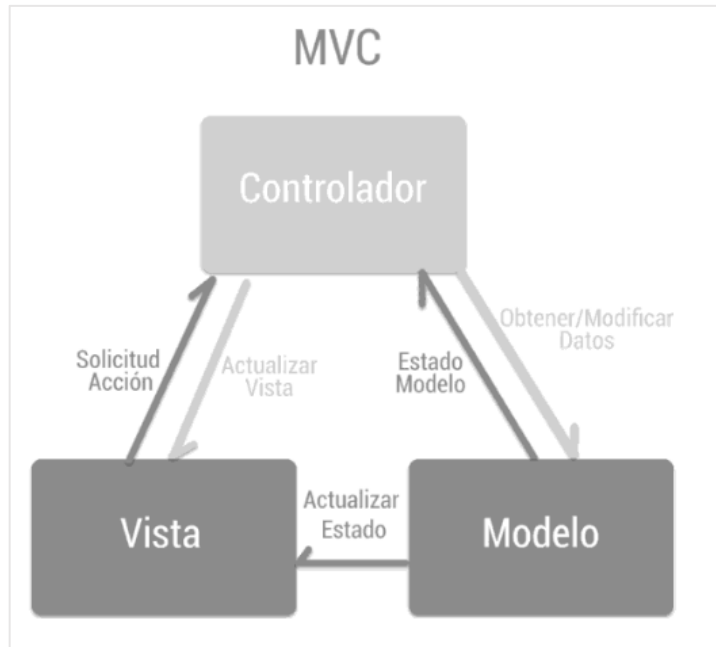 MVC
Controlador
Solicitud
Acción
Actualizar
Vista
Estado
Modelo
Obtener/Modificar
Datos
Vista
Actualizar
Estado
Modelo